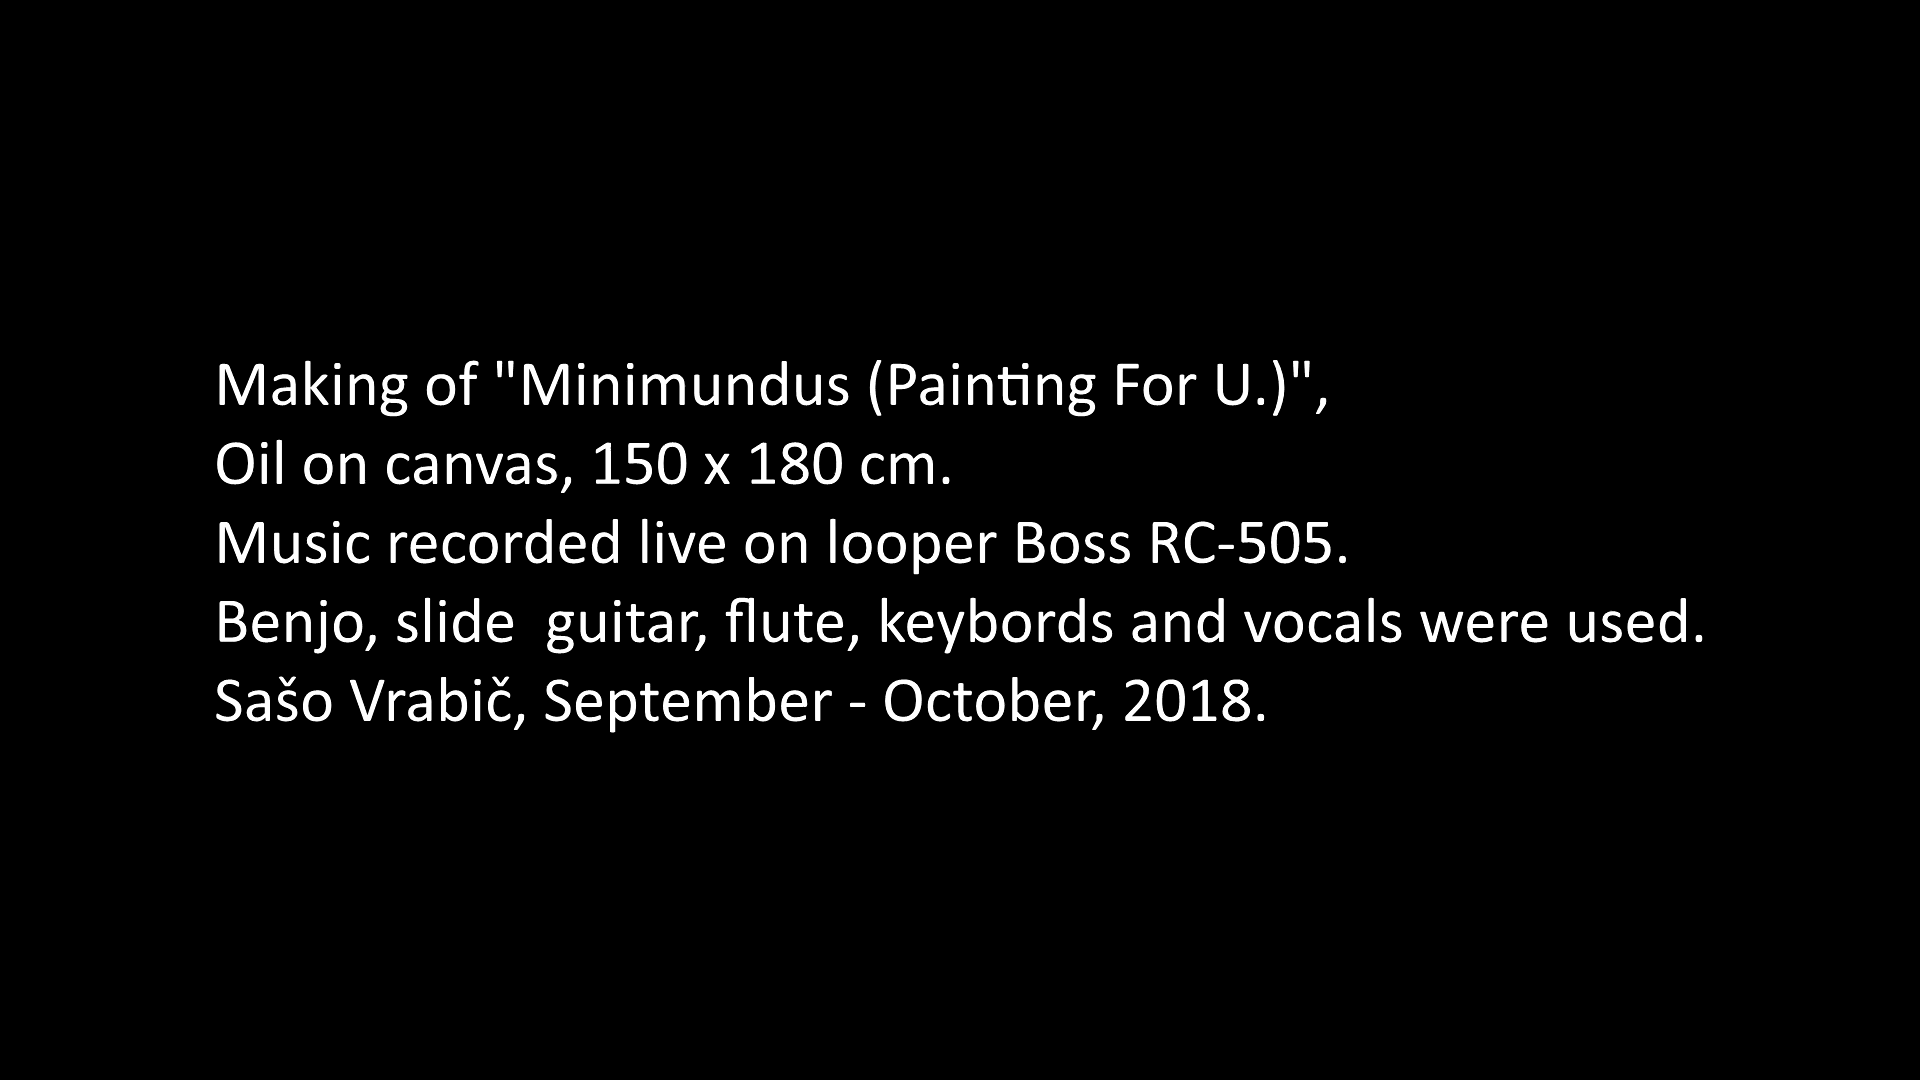 Making of "Minimundus (Painting For U.)",
Oil on canvas, 150 x 180 cm.
Music recorded live on looper Boss RC-505.
Benjo, slide  guitar, flute, keybords and vocals were used.
Sašo Vrabič, September - October, 2018.